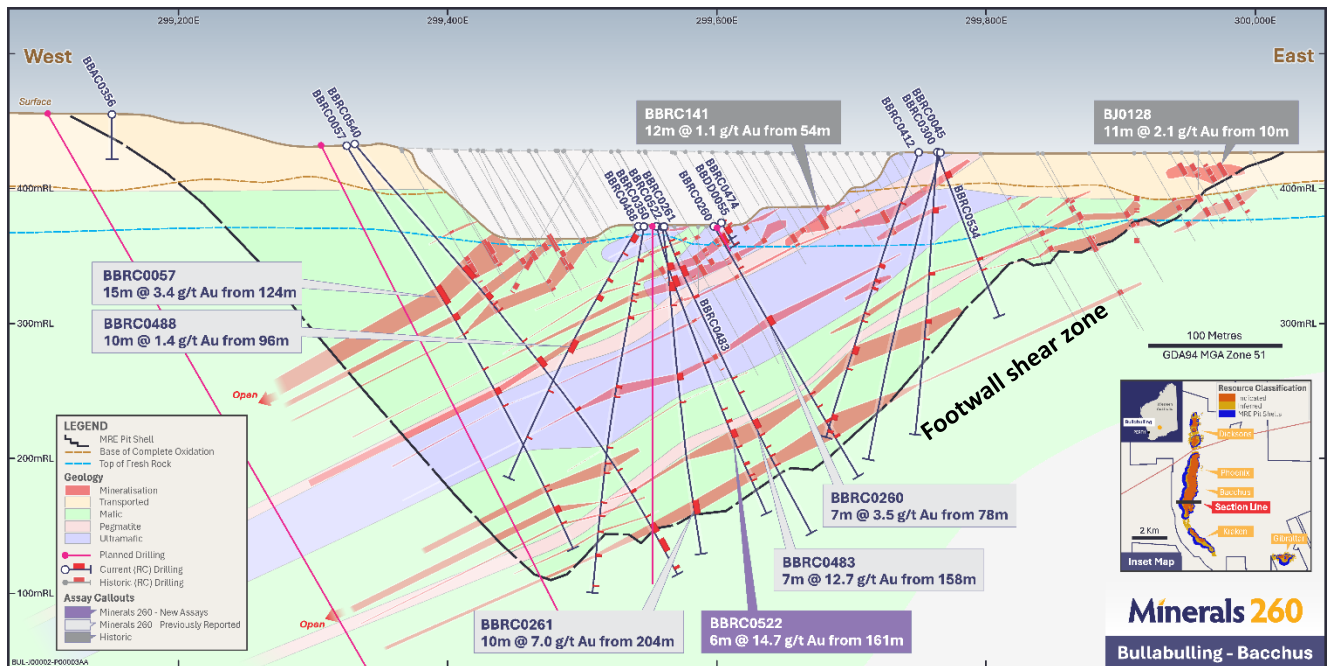 299,200E
299,400E
299,600E
299,800E
300,000E
West
East
Surface
BBAC0356
BBRC0057
BBRC0540
BBRC0488
BBRC0350
BBRC0522
BBRC0261
BBRC0260
BBDD0055
BBRC0474
BBRC0412
BBRC0300
BBRC0045
BBRC0534
BBRC0483
BBRC141
12m @ 1.1 g/t Au from 54m
BJ0128
11m @ 2.1 g/t Au from 10m
400mRL
400mRL
300mRL
300mRL
200mRL
100mRL
BBRC0057
15m @ 3.4 g/t Au from 124m
BBRC0488
10m @ 1.4 g/t Au from 96m
Open
Open
Footwall shear zone
100 Metres
GDA94 MGA Zone 51
BBRC0260
7m @ 3.5 g/t Au from 78m
BBRC0483
7m @ 12.7 g/t Au from 158m
BBRC0522
6m @ 14.7 g/t Au from 161m
BBRC0261
10m @ 7.0 g/t Au from 204m
LEGEND
MRE Pit Shell
Base of Complete Oxidation
Top of Fresh Rock
Geology
Mineralisation
Transported
Mafic
Pegmatite
Ultramafic
Planned Drilling
Current (RC) Drilling
Historic (RC) Drilling
Assay Callouts
Minerals 260 - New Assays
Minerals 260 - Previously Reported
Historic
Resource Classification
Indicated
Inferred
MRE Pit Shells
Bullabulling
Dicksons
Phoenix
Bacchus
Section Line
Kraken
Gibraltar
2 Km
Inset Map
Minerals 260
Bullabulling - Bacchus